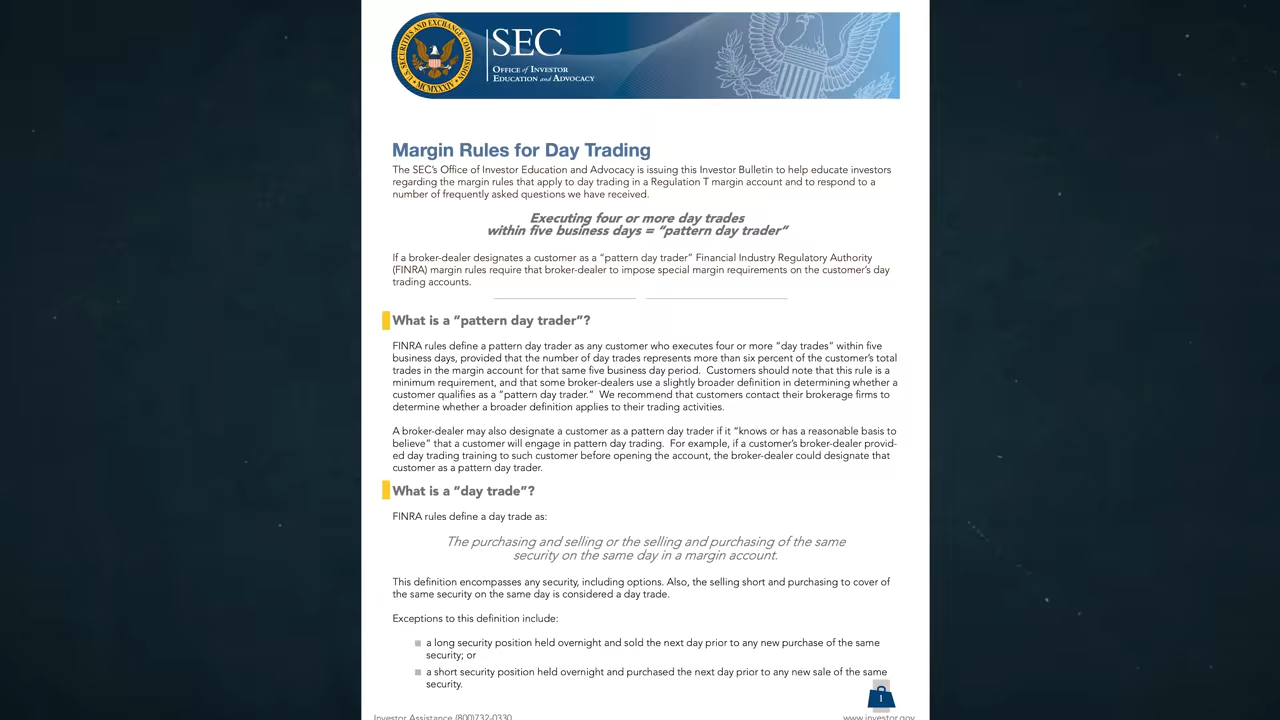 U.S. SECURITIES AND EXCHANGE COMMISSION
MCMXXXIV
SEC
OFFICE of INVESTOR
EDUCATION and ADVOCACY
Margin Rules for Day Trading
The SEC's Office of Investor Education and Advocacy is issuing this Investor Bulletin to help educate investors
regarding the margin rules that apply to day trading in a Regulation T margin account and to respond to a
number of frequently asked questions we have received.
Executing four or more day trades
within five business days = “pattern day trader”
If a broker-dealer designates a customer as a “pattern day trader” Financial Industry Regulatory Authority
(FINRA) margin rules require that broker-dealer to impose special margin requirements on the customer's day
trading accounts.
What is a “pattern day trader”?
FINRA rules define a pattern day trader as any customer who executes four or more “day trades” within five
business days, provided that the number of day trades represents more than six percent of the customer's total
trades in the margin account for that same five business day period. Customers should note that this rule is a
minimum requirement, and that some broker-dealers use a slightly broader definition in determining whether a
customer qualifies as a “pattern day trader.” We recommend that customers contact their brokerage firms to
determine whether a broader definition applies to their trading activities.
A broker-dealer may also designate a customer as a pattern day trader if it “knows or has a reasonable basis to
believe” that a customer will engage in pattern day trading. For example, if a customer's broker-dealer provid-
ed day trading training to such customer before opening the account, the broker-dealer could designate that
customer as a pattern day trader.
What is a “day trade”?
FINRA rules define a day trade as:
The purchasing and selling or the selling and purchasing of the same
security on the same day in a margin account.
This definition encompasses any security, including options. Also, the selling short and purchasing to cover of
the same security on the same day is considered a day trade.
Exceptions to this definition include:
a long security position held overnight and sold the next day prior to any new purchase of the same
security; or
a short security position held overnight and purchased the next day prior to any new sale of the same
security.
1
Investor Assistance (800)732-0330
www.investor.gov